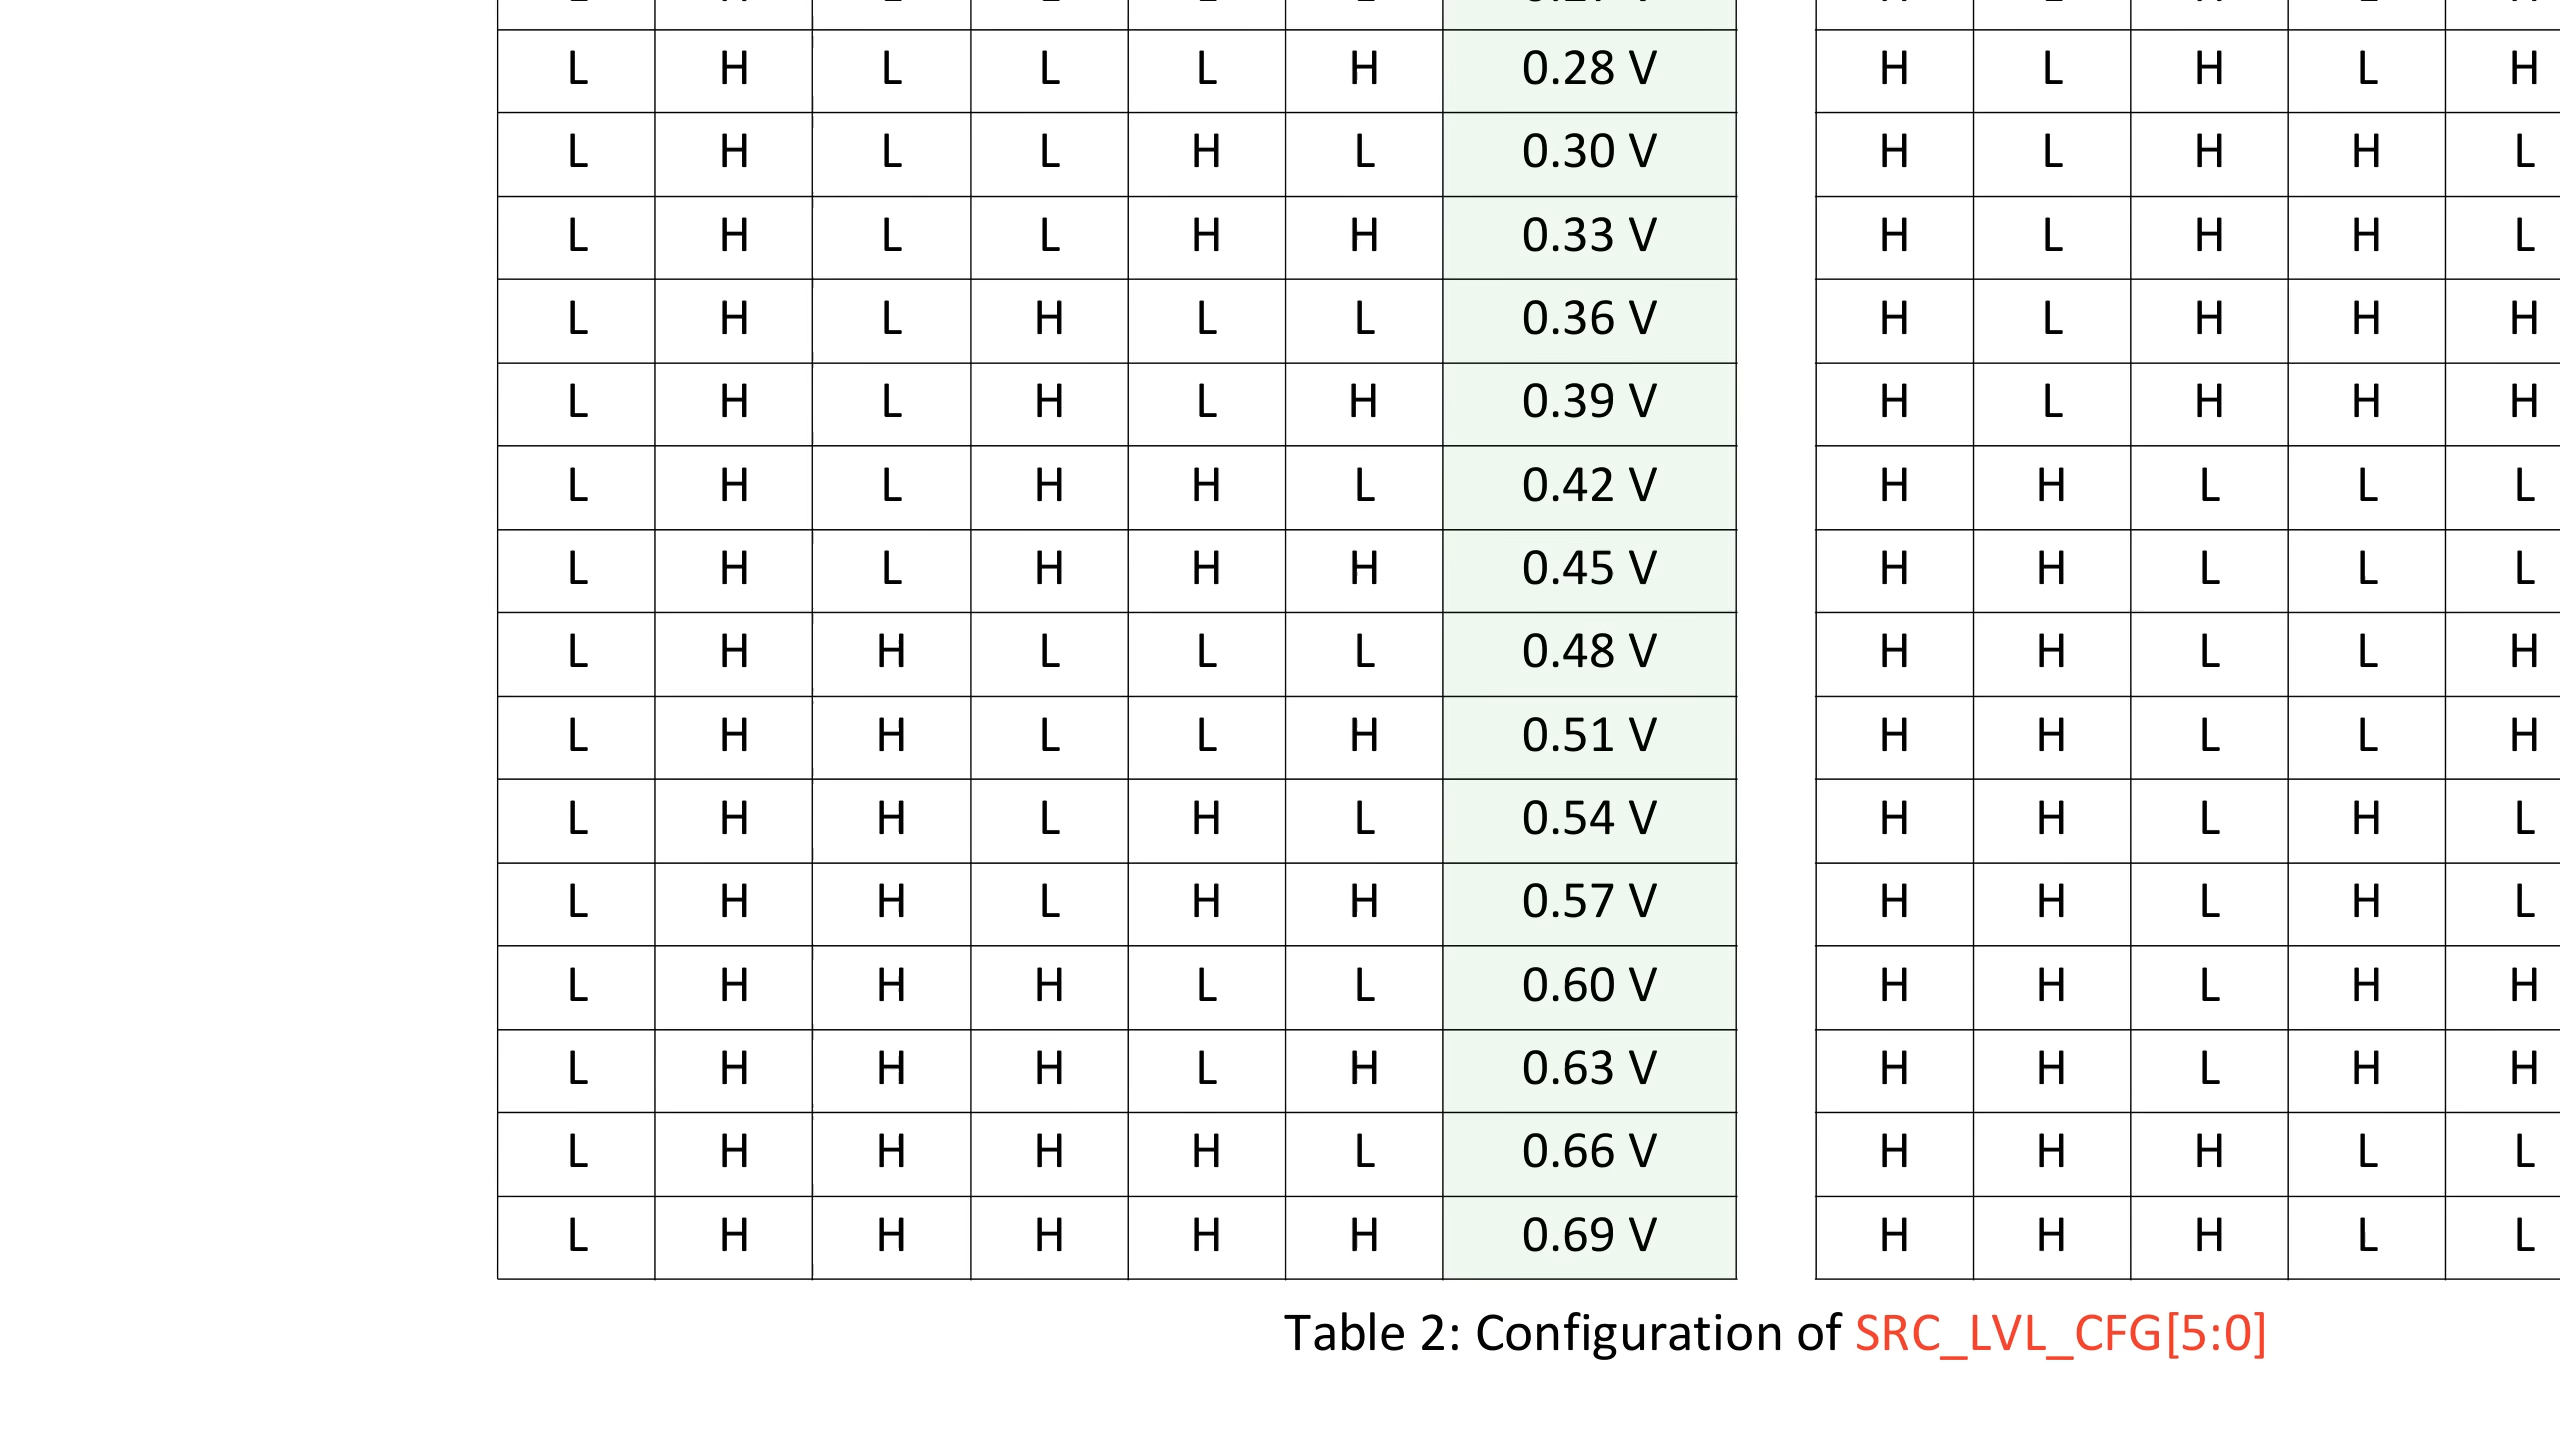 L H L L L H 0.28 V H L H L H
L H L L H L 0.30 V H L H H L
L H L L H H 0.33 V H L H H L
L H L H L L 0.36 V H L H H H
L H L H L H 0.39 V H L H H H
L H L H H L 0.42 V H H L L L
L H L H H H 0.45 V H H L L L
L H H L L L 0.48 V H H L L H
L H H L L H 0.51 V H H L L H
L H H L H L 0.54 V H H L H L
L H H L H H 0.57 V H H L H L
L H H H L L 0.60 V H H L H H
L H H H L H 0.63 V H H L H H
L H H H H L 0.66 V H H H L L
L H H H H H 0.69 V H H H L L
Table 2: Configuration of SRC_LVL_CFG[5:0]